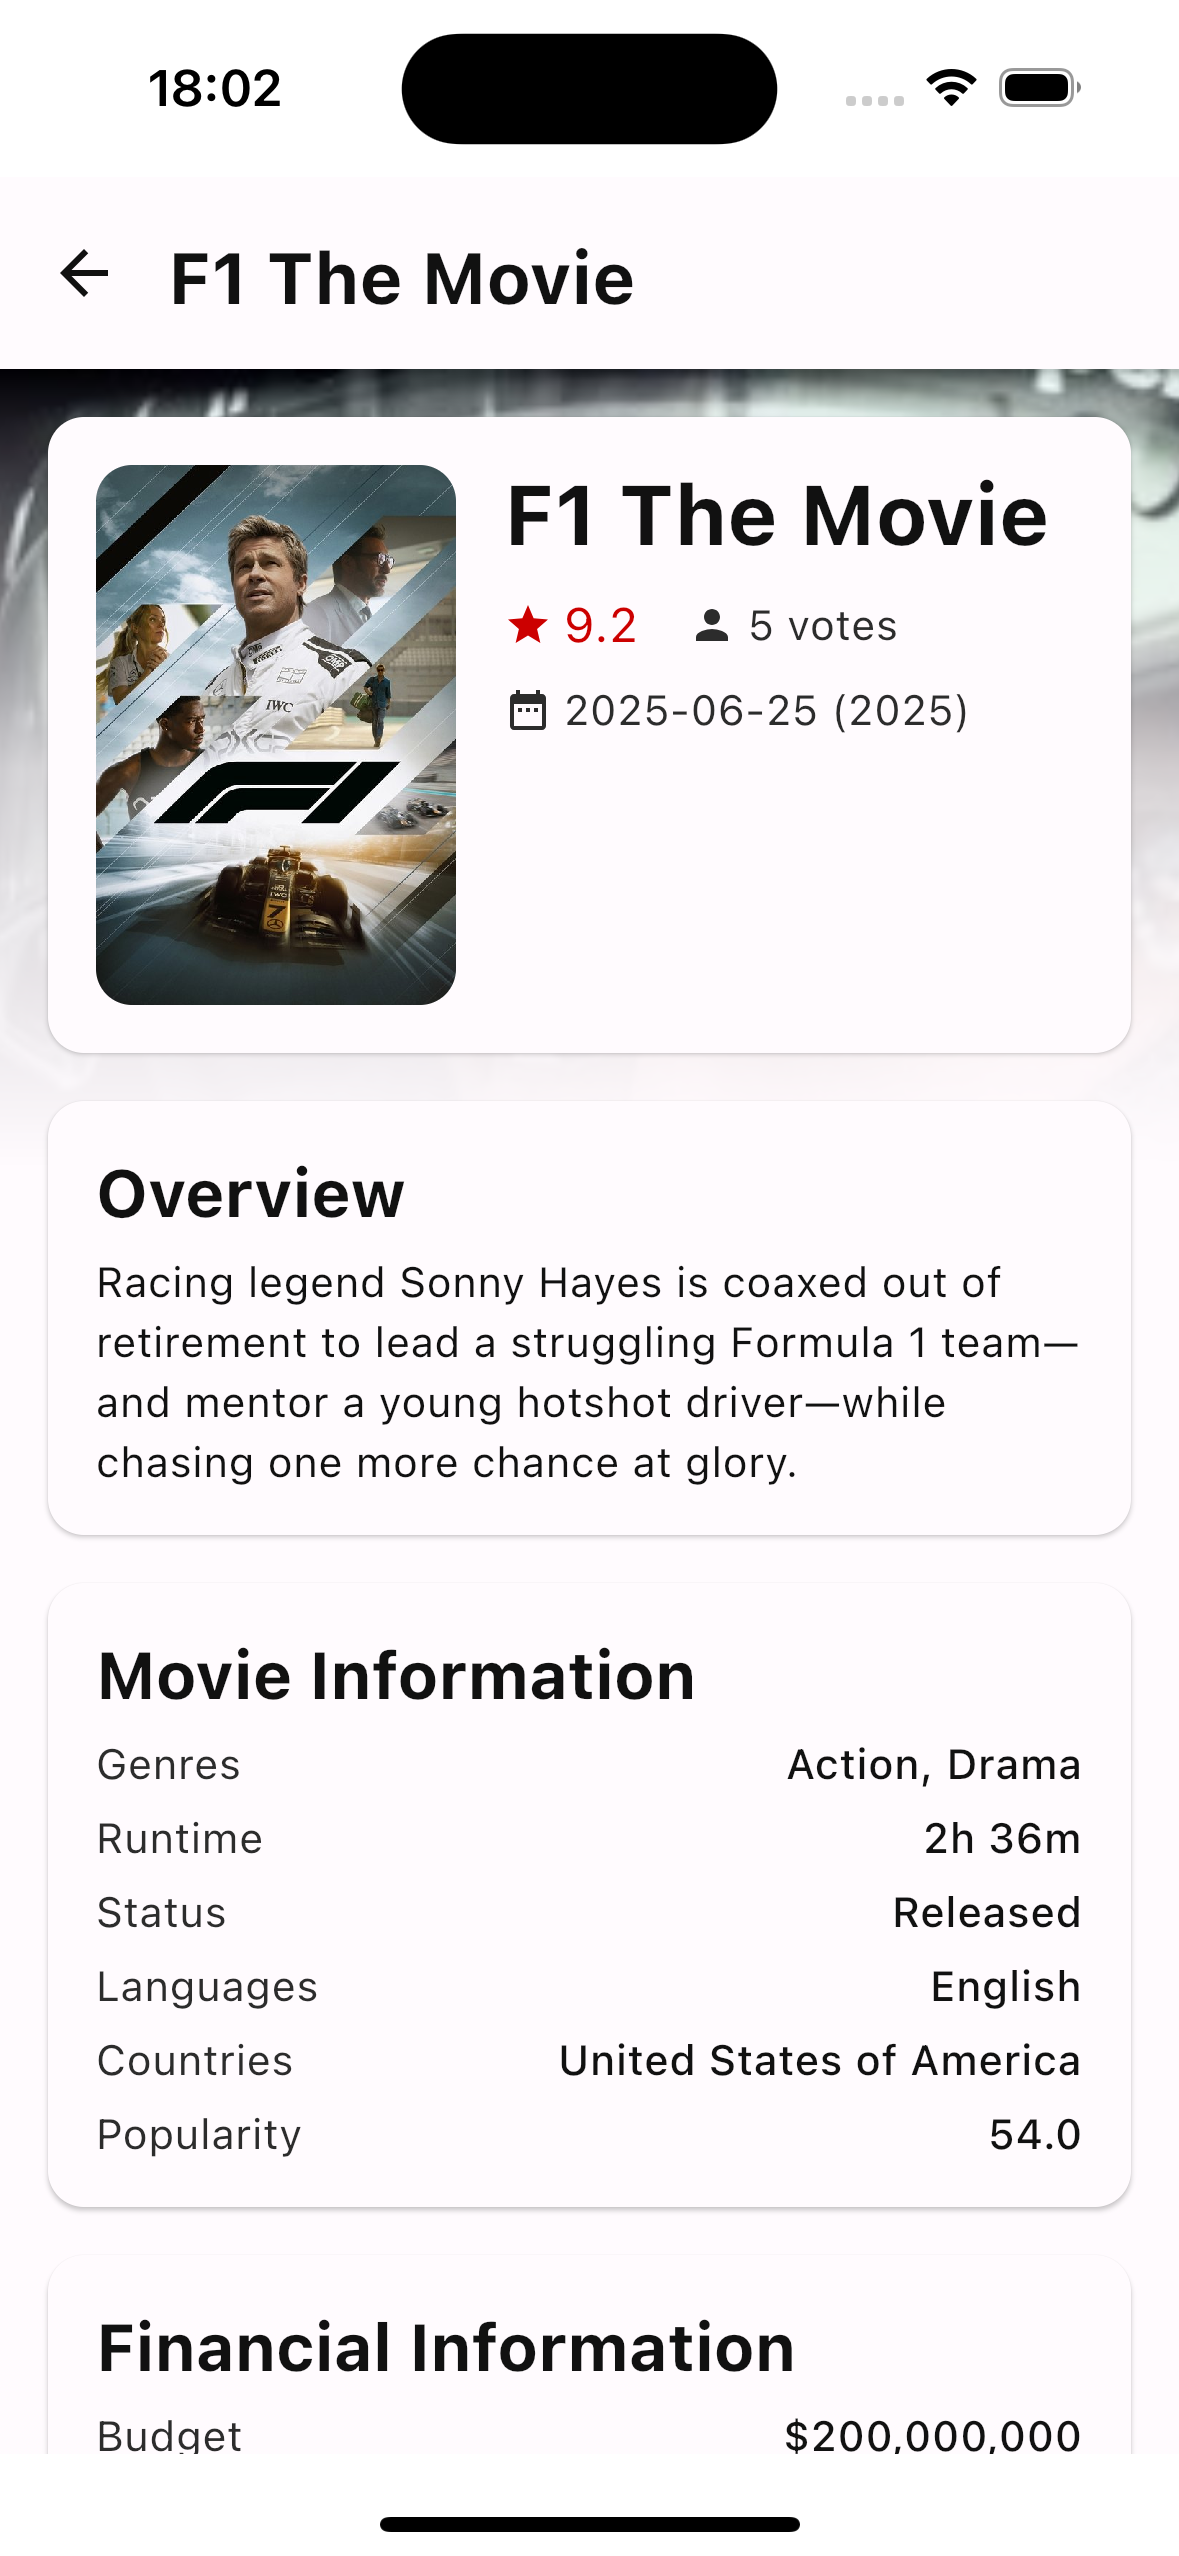 18:02
F1 The Movie
IWC
F1
F1 The Movie
9.2
5 votes
2025-06-25 (2025)
Overview
Racing legend Sonny Hayes is coaxed out of
retirement to lead a struggling Formula 1 team—
and mentor a young hotshot driver—while
chasing one more chance at glory.
Movie Information
Genres
Action, Drama
Runtime
2h 36m
Status
Released
Languages
English
Countries
United States of America
Popularity
54.0
Financial Information
Budget
$200,000,000